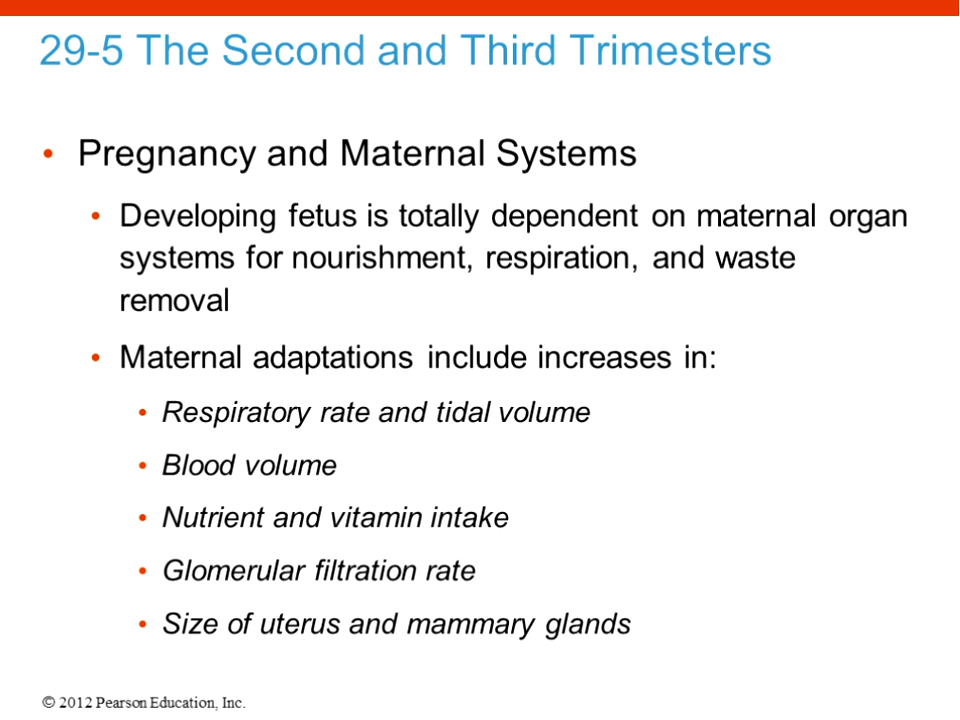 29-5 The Second and Third Trimesters
• Pregnancy and Maternal Systems
• Developing fetus is totally dependent on maternal organ
systems for nourishment, respiration, and waste
removal
• Maternal adaptations include increases in:
• Respiratory rate and tidal volume
• Blood volume
• Nutrient and vitamin intake
• Glomerular filtration rate
• Size of uterus and mammary glands
© 2012 Pearson Education, Inc.